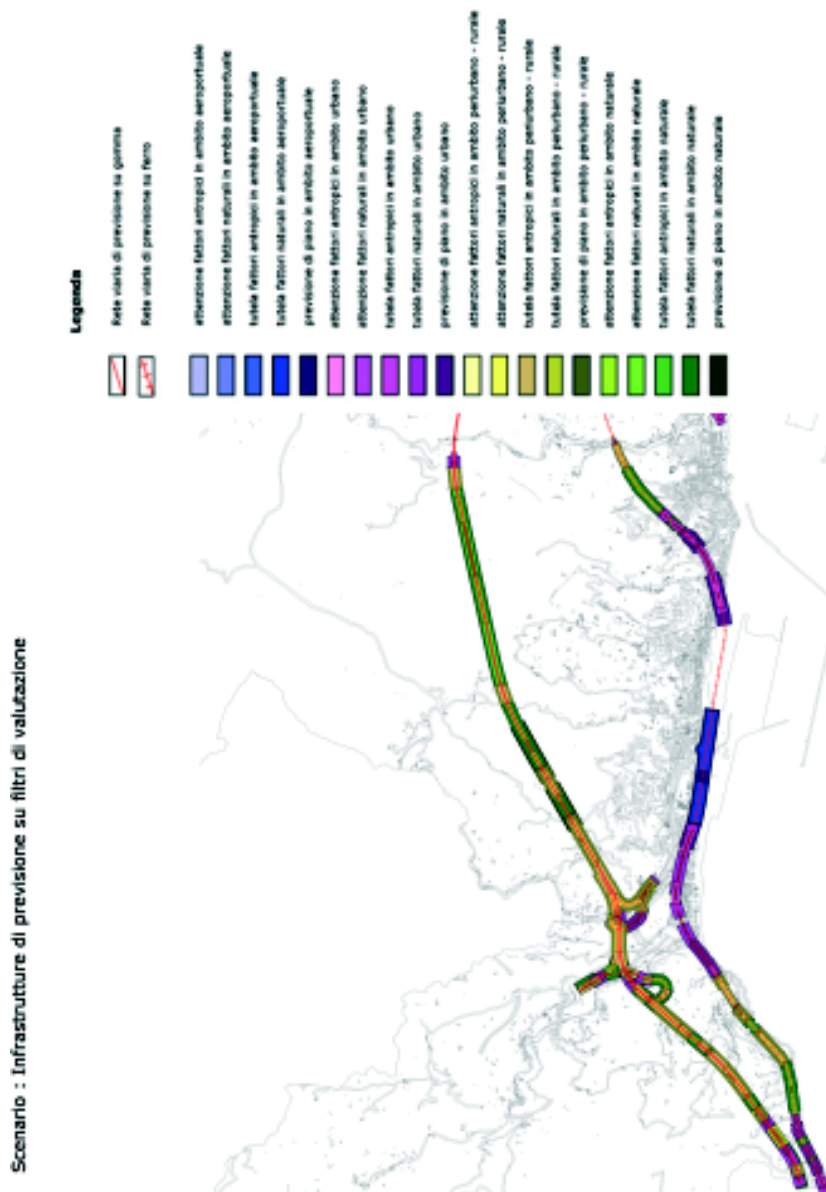 Scenario : Infrastrutture di previsione su filtri di valutazione
Legenda
Rete viaria di previsione su gomma
Rete viaria di previsione su ferro
attenzione fattori antropici in ambito aeroportuale
attenzione fattori naturali in ambito aeroportuale
tutela fattori antropici in ambito aeroportuale
tutela fattori naturali in ambito aeroportuale
previsione di piano in ambito aeroportuale
attenzione fattori antropici in ambito urbano
attenzione fattori naturali in ambito urbano
tutela fattori antropici in ambito urbano
tutela fattori naturali in ambito urbano
previsione di piano in ambito urbano
attenzione fattori antropici in ambito periurbano - rurale
attenzione fattori naturali in ambito periurbano - rurale
tutela fattori antropici in ambito periurbano - rurale
tutela fattori naturali in ambito periurbano - rurale
previsione di piano in ambito periurbano - rurale
attenzione fattori antropici in ambito naturale
attenzione fattori naturali in ambito naturale
tutela fattori antropici in ambito naturale
tutela fattori naturali in ambito naturale
previsione di piano in ambito naturale